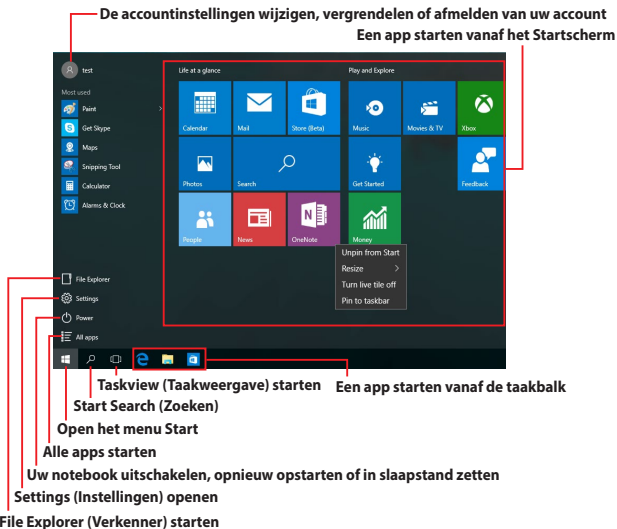 De accountinstellingen wijzigen, vergrendelen of afmelden van uw account
Een app starten vanaf het Startscherm
test
Most used
Paint
Get Skype
Maps
Snipping Tool
Calculator
Alarms & Clock
File Explorer
Settings
Power
All apps
Life at a glance
Calendar
Mail
Store (Beta)
Photos
Search
People
News
OneNote
Play and Explore
Music
Movies & TV
Xbox
Get Started
Feedback
Money
Unpin from Start
Resize
Turn live tile off
Pin to taskbar
Taskview (Taakweergave) starten
Een app starten vanaf de taakbalk
Start Search (Zoeken)
Open het menu Start
Alle apps starten
Uw notebook uitschakelen, opnieuw opstarten of in slaapstand zetten
Settings (Instellingen) openen
File Explorer (Verkenner) starten